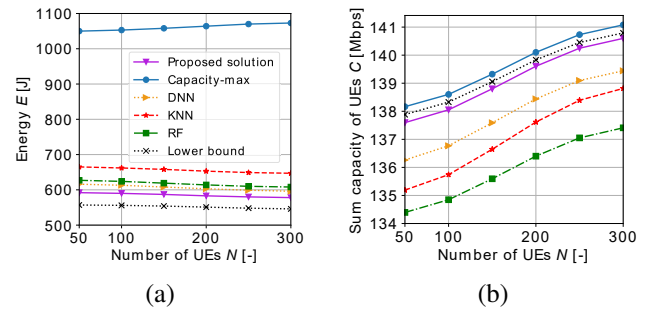 1100
1000
900
800
700
600
500
Energy E [J]
Proposed solution
Capacity-max
DNN
KNN
RF
Lower bound
50
100
200
300
Number of UEs N [-]
(a)
141
140
139
138
137
136
135
134
Sum capacity of UEs C [Mbps]
50
100
200
300
Number of UEs N [-]
(b)